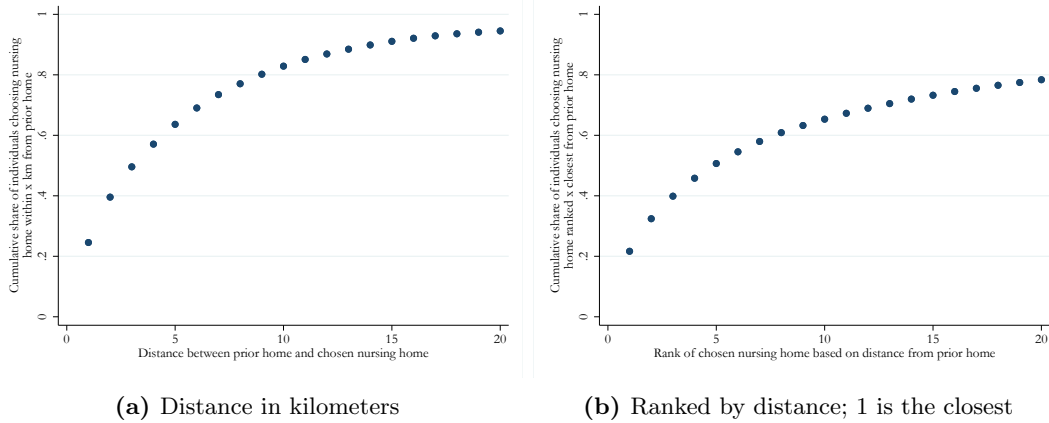 Cumulative share of individuals choosing nursing
home within x km from prior home
0
.2
.4
.6
.8
1
0
5
10
15
20
Distance between prior home and chosen nursing home
(a) Distance in kilometers
Cumulative share of individuals choosing nursing
home ranked x closest from prior home
0
.2
.4
.6
.8
1
0
5
10
15
20
Rank of chosen nursing home based on distance from prior home
(b) Ranked by distance; 1 is the closest